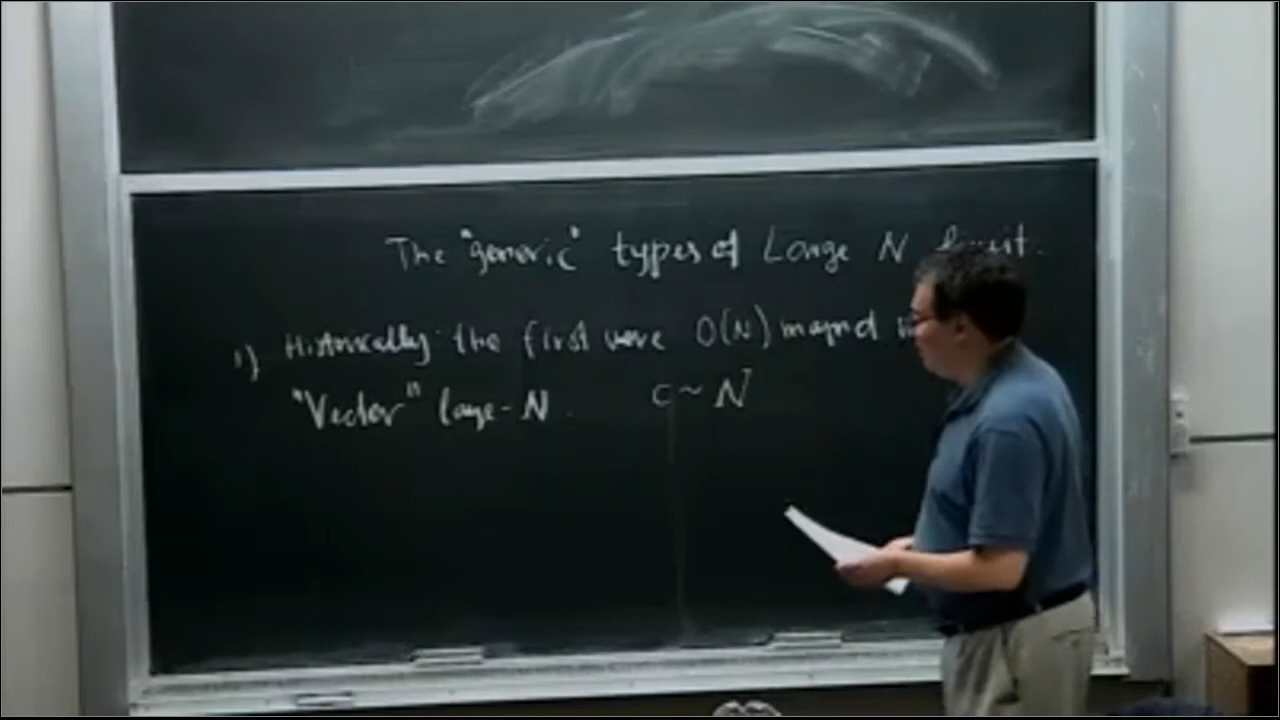 The "generic" types of Large N
1) Historically the first were O(N) magnet
"Vector" large-N. c ~ N